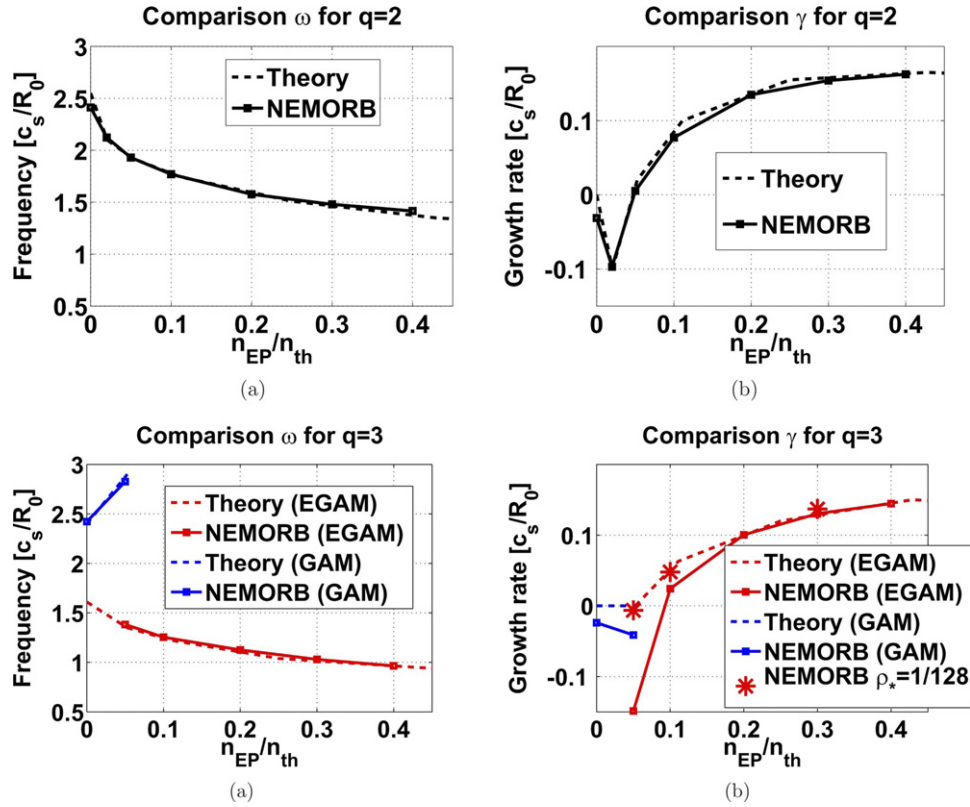 Comparison ω for q=2
3
2.5
2
1.5
1
0.5
Frequency [c_s/R_0]
Theory
NEMORB
0 0.1 0.2 0.3 0.4
n_EP/n_th
(a)
Comparison γ for q=2
0.1
0
-0.1
Growth rate [c_s/R_0]
Theory
NEMORB
0 0.1 0.2 0.3 0.4
n_EP/n_th
(b)
Comparison ω for q=3
3
2.5
2
1.5
1
0.5
Frequency [c_s/R_0]
Theory (EGAM)
NEMORB (EGAM)
Theory (GAM)
NEMORB (GAM)
0 0.1 0.2 0.3 0.4
n_EP/n_th
(a)
Comparison γ for q=3
0.1
0
-0.1
Growth rate [c_s/R_0]
Theory (EGAM)
NEMORB (EGAM)
Theory (GAM)
NEMORB (GAM)
NEMORB ρ_*=1/128
0 0.1 0.2 0.3 0.4
n_EP/n_th
(b)